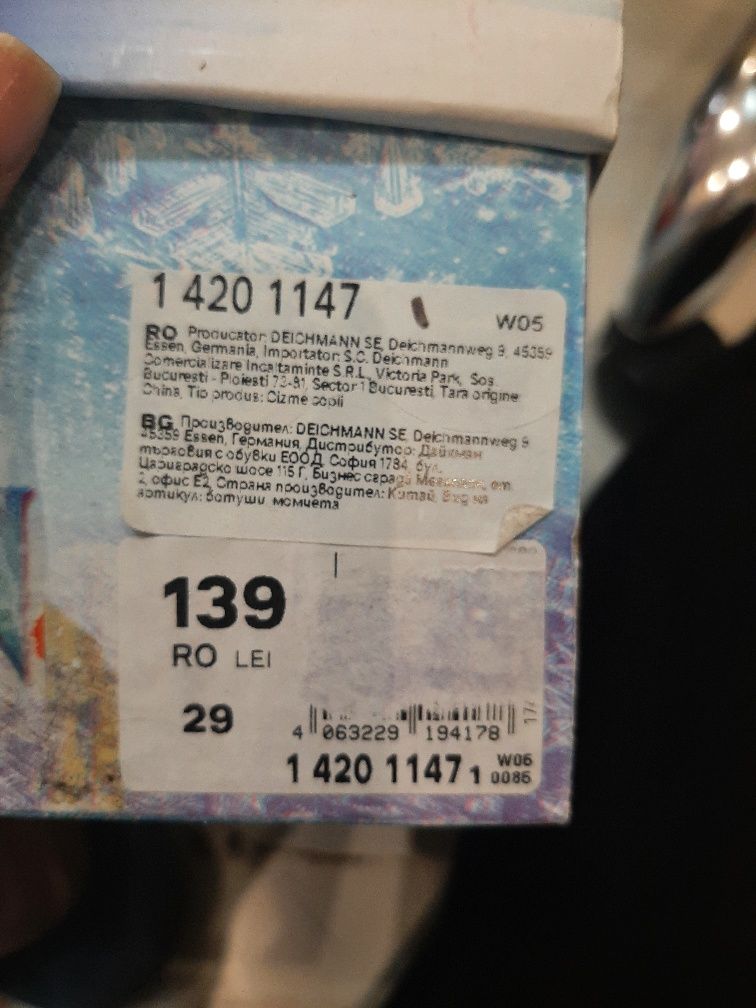 1 420 1147
W05
RO Producator: DEICHMANN SE, Deichmannweg 9, 45359
Essen, Germania, Importator: S.C. Deichmann
Comercializare Incaltaminte S.R.L., Victoria Park, Sos.
Bucuresti - Ploiesti 73-81, Sector 1 Bucuresti, Tara origine:
China, Tip produs: Cizme copii
BG Производител: DEICHMANN SE, Deichmannweg 9
45359 Essen, Германия, Дистрибутор: Дайхман
търговия с обувки ЕООД, София 1784, бул.
Цариградско шосе 115 Г, Бизнес сграда ет.
2, офис E2, Страна производител: Китай, Вид на
артикул: ботуши, момчета
139
RO LEI
29
4 063229 194178
1 420 1147 1
W06
0086